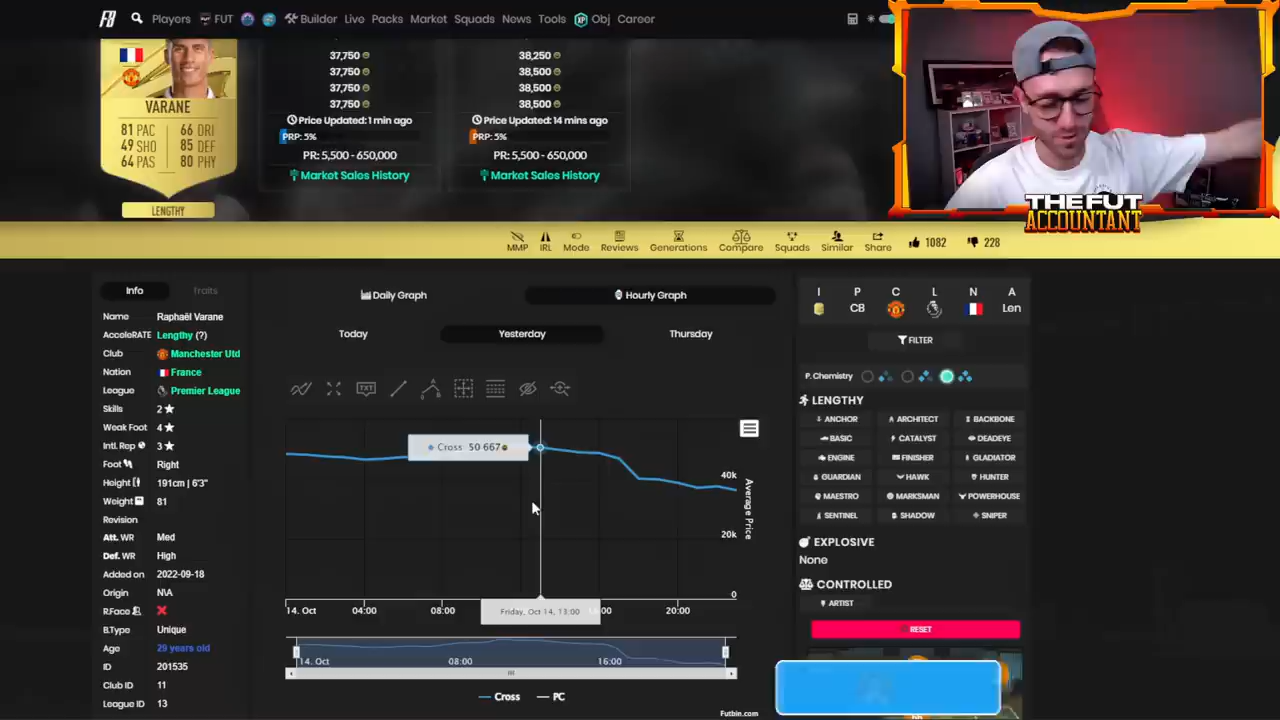 FB Players FUT Builder Live Packs Market Squads News Tools XP Obj Career
VARANE
81 PAC 66 DRI
49 SHO 85 DEF
64 PAS 80 PHY
LENGTHY
37,750
37,750
37,750
37,750
Price Updated: 1 min ago
PRP: 5%
PR: 5,500 - 650,000
Market Sales History
38,250
38,500
38,500
38,500
Price Updated: 14 mins ago
PRP: 5%
PR: 5,500 - 650,000
Market Sales History
THE FUT
ACCOUNTANT
MMP IRL Mode Reviews Generations Compare Squads Similar Share 1082 228
Info Traits
Name Raphaël Varane
AcceleRATE Lengthy (?)
Club Manchester Utd
Nation France
League Premier League
Skills 2
Weak Foot 4
Intl. Rep 3
Foot Right
Height 191cm | 6'3"
Weight 81
Revision
Att. WR Med
Def. WR High
Added on 2022-09-18
Origin N\A
R.Face
B.Type Unique
Age 29 years old
ID 201535
Club ID 11
League ID 13
Daily Graph Hourly Graph
Today Yesterday Thursday
TXT
Cross 50 667
40k
20k
0
Average Price
14. Oct 04:00 08:00 Friday, Oct 14, 13:00 20:00
14. Oct 08:00 16:00
Cross PC
Futbin.com
I P C L N A
CB Len
FILTER
P. Chemistry
LENGTHY
ANCHOR ARCHITECT BACKBONE
BASIC CATALYST DEADEYE
ENGINE FINISHER GLADIATOR
GUARDIAN HAWK HUNTER
MAESTRO MARKSMAN POWERHOUSE
SENTINEL SHADOW SNIPER
EXPLOSIVE
None
CONTROLLED
ARTIST
RESET